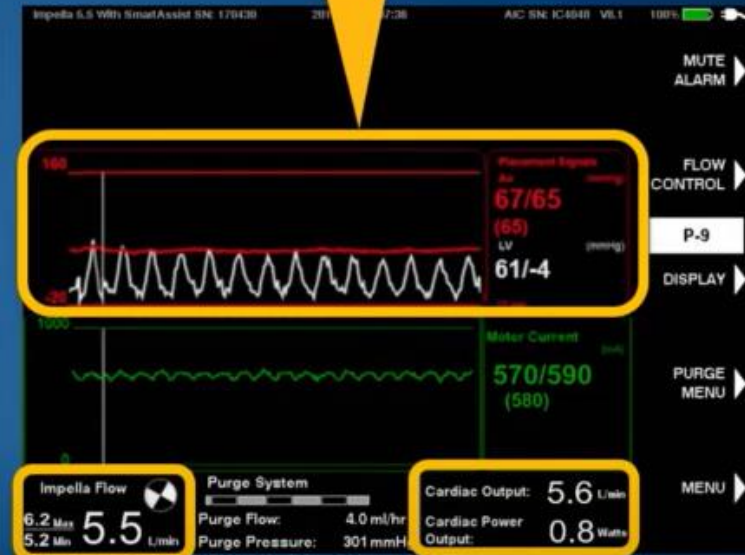 Impella 5.5 With SmartAssist SN: 170430
AIC SN: IC4048 V8.1
100%
MUTE ALARM
160
-20
Placement Signals
Ao (mmHg)
67/65
(65)
LV (mmHg)
61/-4
FLOW CONTROL
P-9
DISPLAY
1000
0
Motor Current
(mA)
570/590
(580)
PURGE MENU
Impella Flow
6.2 Max
5.2 Min
5.5 L/min
Purge System
Purge Flow: 4.0 ml/hr
Purge Pressure: 301 mmH
Cardiac Output: 5.6 L/min
Cardiac Power Output: 0.8 Watts
MENU